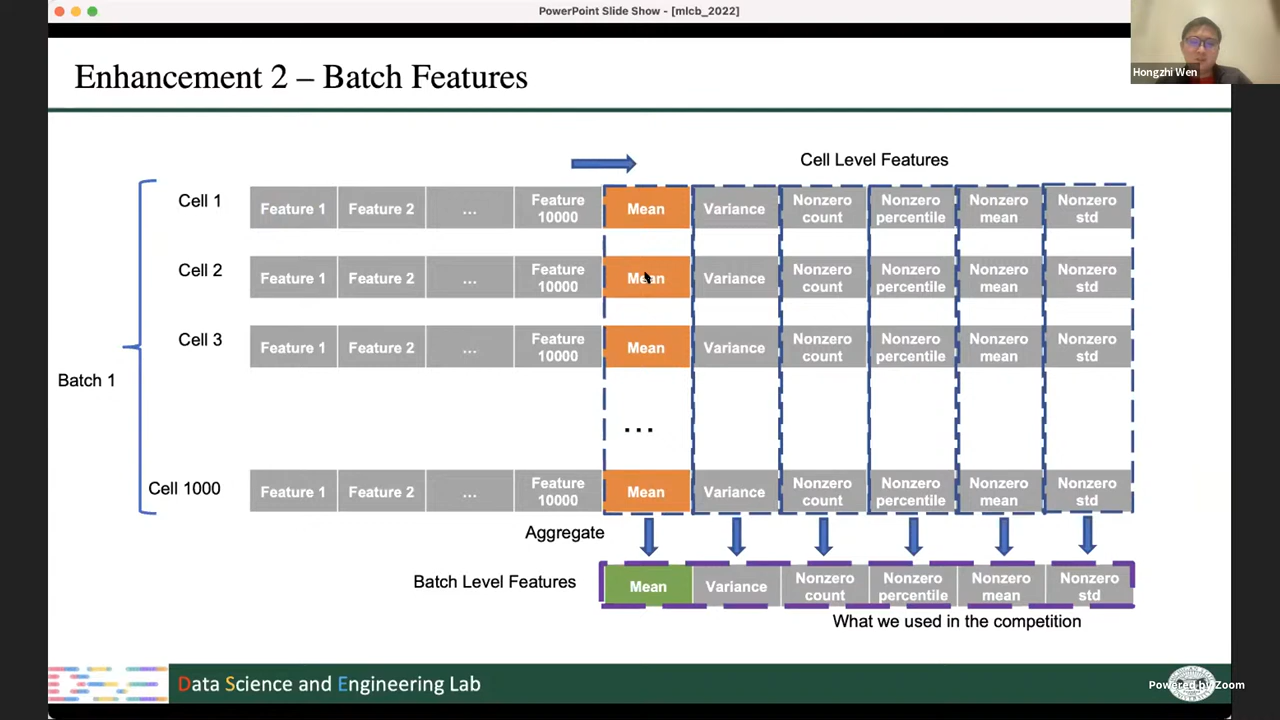 PowerPoint Slide Show - [mlcb_2022]
Hongzhi Wen
Enhancement 2 – Batch Features
Cell Level Features
Cell 1
Feature 1
Feature 2
...
Feature
10000
Mean
Variance
Nonzero
count
Nonzero
percentile
Nonzero
mean
Nonzero
std
Cell 2
Feature 1
Feature 2
...
Feature
10000
Mean
Variance
Nonzero
count
Nonzero
percentile
Nonzero
mean
Nonzero
std
Cell 3
Feature 1
Feature 2
...
Feature
10000
Mean
Variance
Nonzero
count
Nonzero
percentile
Nonzero
mean
Nonzero
std
Batch 1
...
Cell 1000
Feature 1
Feature 2
...
Feature
10000
Mean
Variance
Nonzero
count
Nonzero
percentile
Nonzero
mean
Nonzero
std
Aggregate
Batch Level Features
Mean
Variance
Nonzero
count
Nonzero
percentile
Nonzero
mean
Nonzero
std
What we used in the competition
Data Science and Engineering Lab
Powered by Zoom